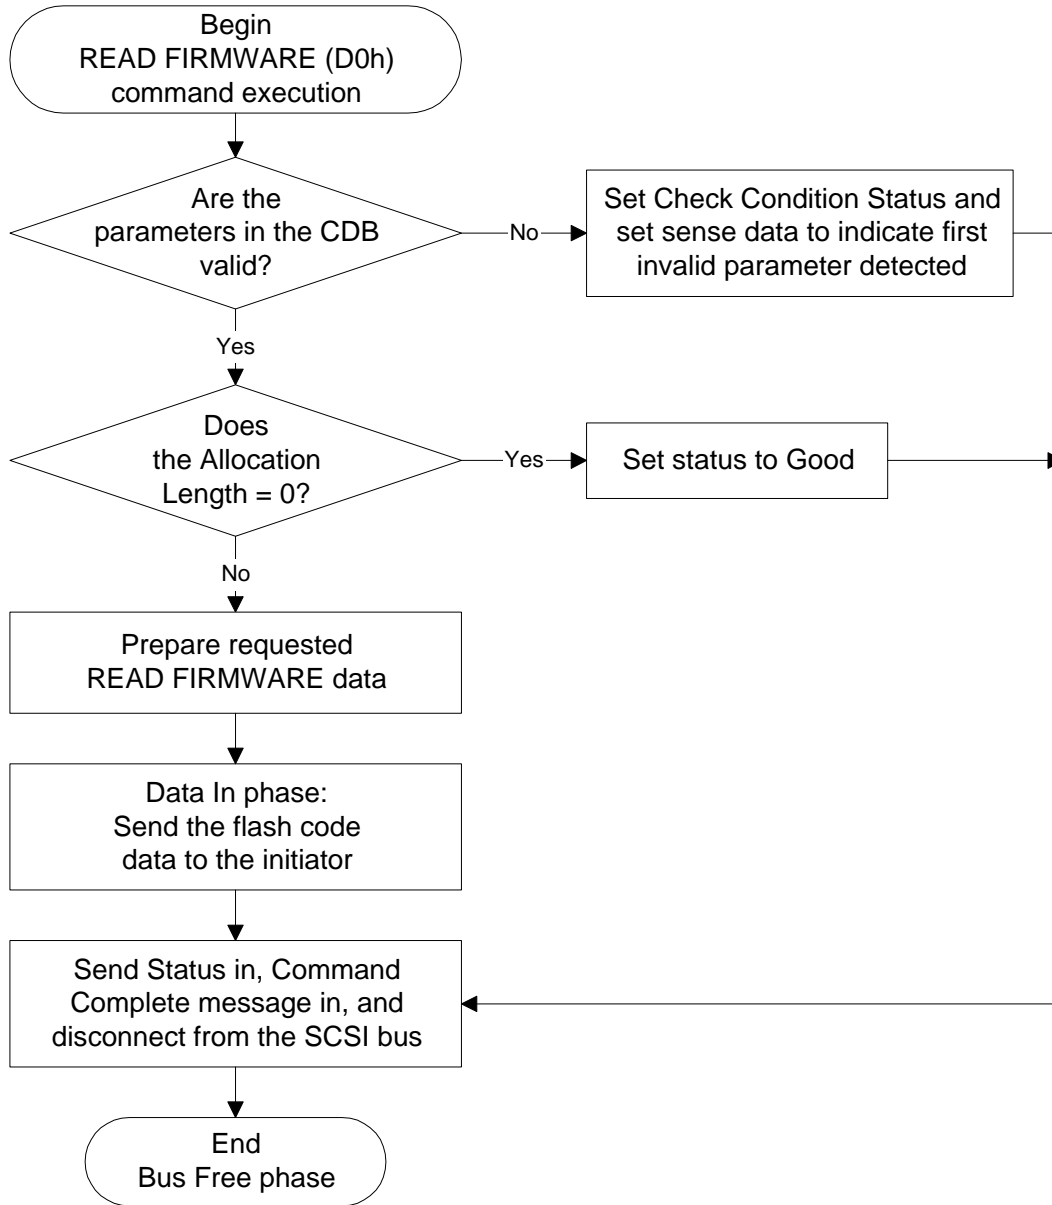 Begin
READ FIRMWARE (D0h)
command execution
Are the
parameters in the CDB
valid?
No
Set Check Condition Status and
set sense data to indicate first
invalid parameter detected
Yes
Does
the Allocation
Length = 0?
Yes
Set status to Good
No
Prepare requested
READ FIRMWARE data
Data In phase:
Send the flash code
data to the initiator
Send Status in, Command
Complete message in, and
disconnect from the SCSI bus
End
Bus Free phase